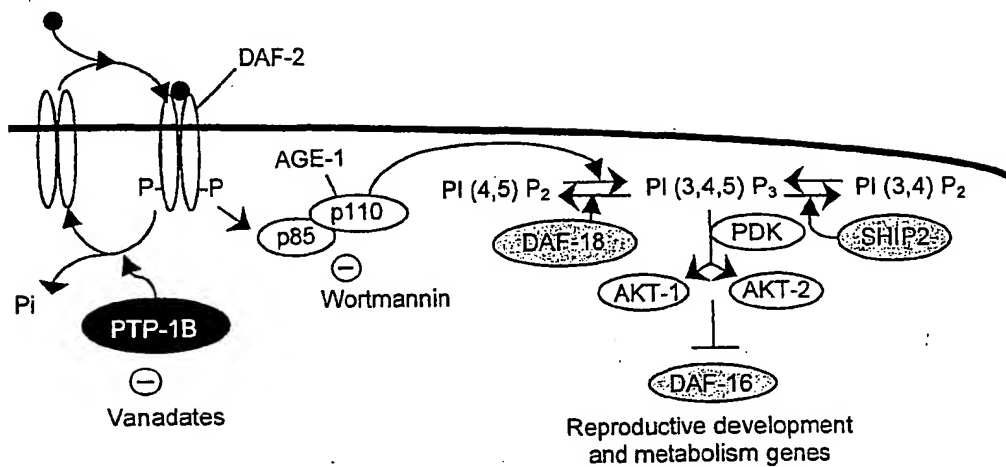 DAF-2
AGE-1
P-
-P
p110
p85
PI (4,5) P2
PI (3,4,5) P3
PI (3,4) P2
DAF-18
PDK
SHIP2
Wortmannin
AKT-1
AKT-2
Pi
PTP-1B
DAF-16
Vanadates
Reproductive development
and metabolism genes